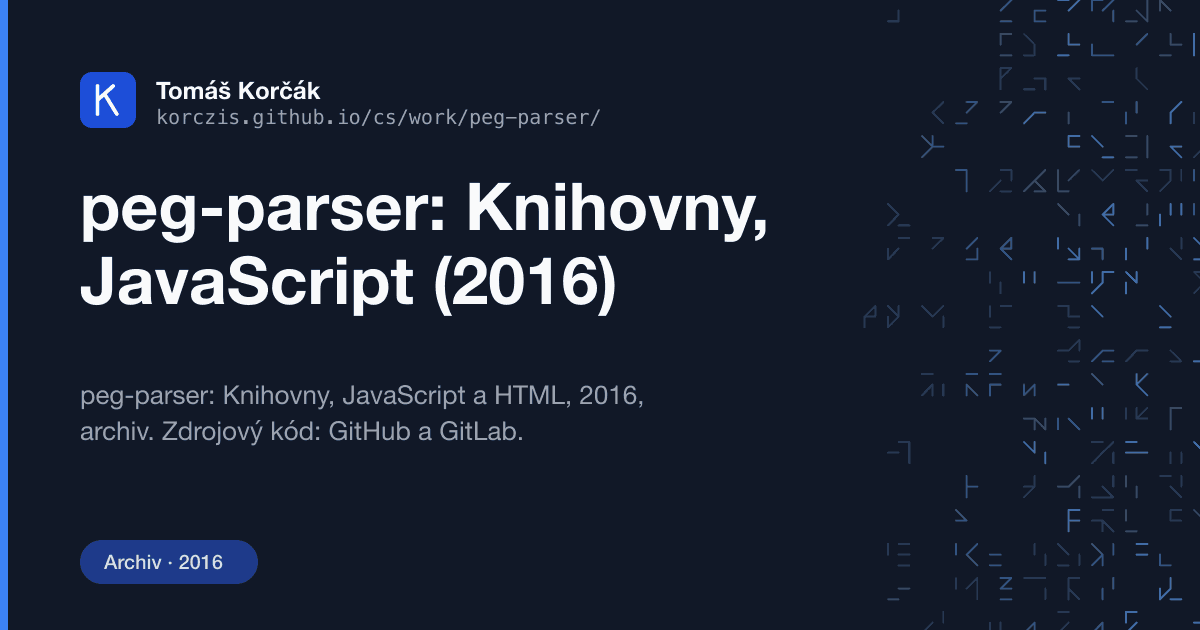 K
Tomáš Korčák
korczis.github.io/cs/work/peg-parser/
peg-parser: Knihovny,
JavaScript (2016)
peg-parser: Knihovny, JavaScript a HTML, 2016,
archiv. Zdrojový kód: GitHub a GitLab.
Archiv · 2016